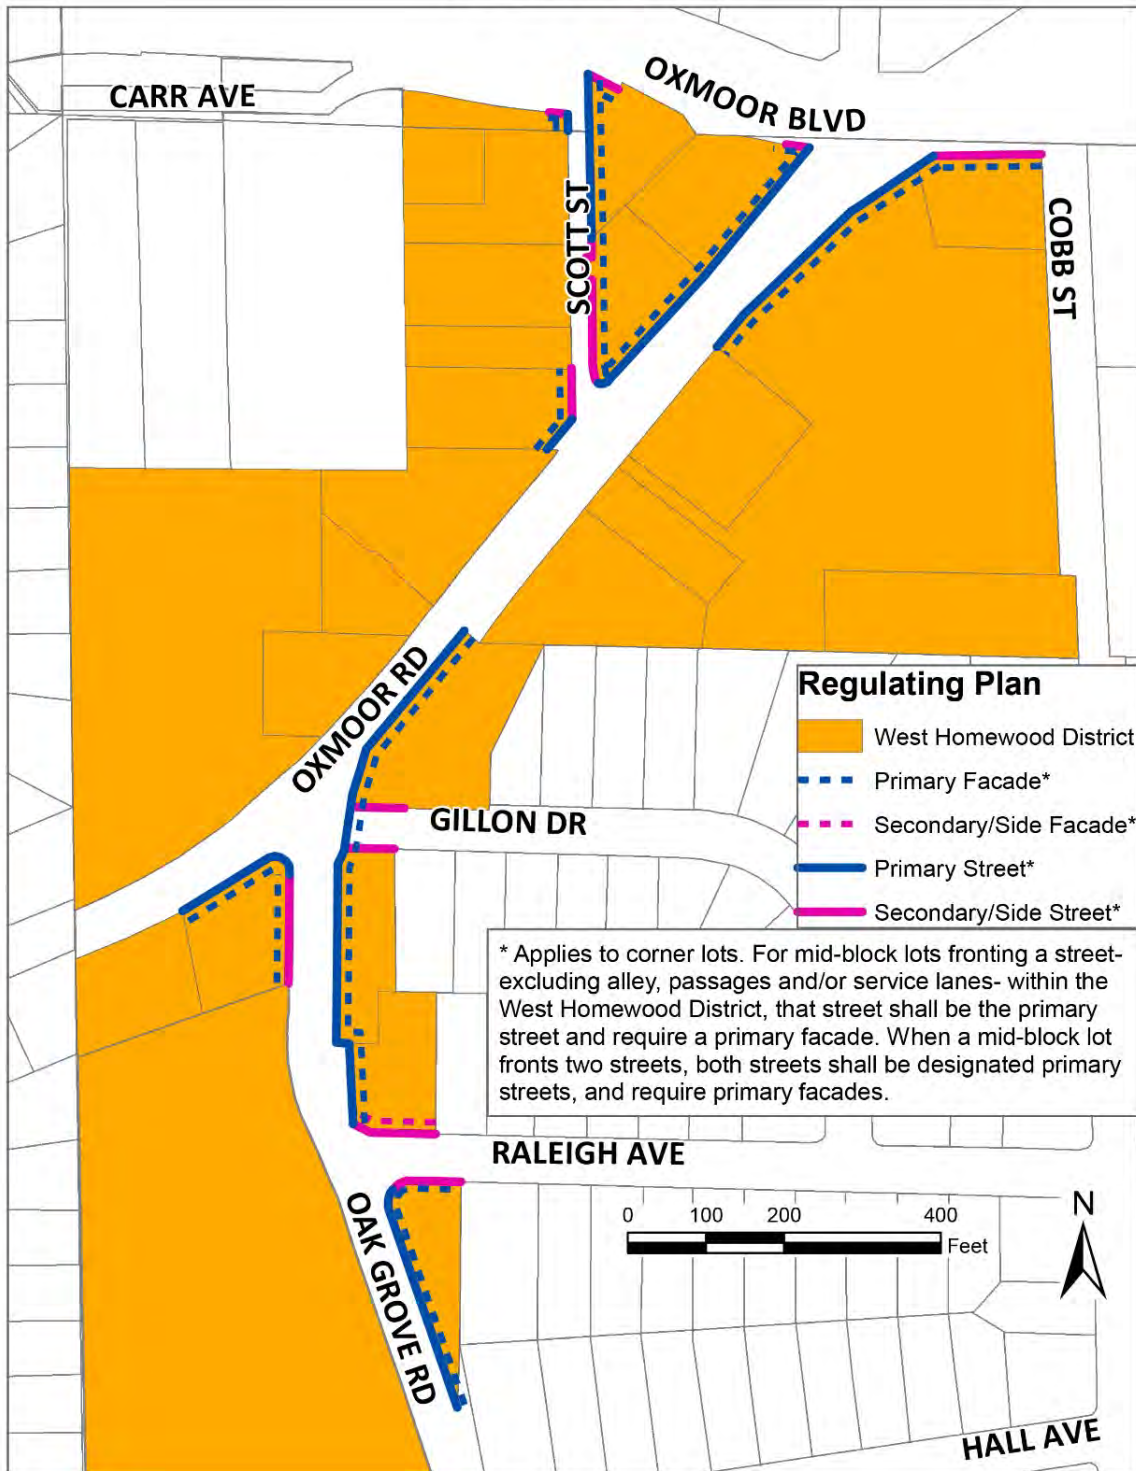 CARR AVE
OXMOOR BLVD
SCOTT ST
COBB ST
OXMOOR RD
Regulating Plan
West Homewood District
Primary Facade*
Secondary/Side Facade*
Primary Street*
Secondary/Side Street*
GILLON DR
* Applies to corner lots. For mid-block lots fronting a street-
excluding alley, passages and/or service lanes- within the
West Homewood District, that street shall be the primary
street and require a primary facade. When a mid-block lot
fronts two streets, both streets shall be designated primary
streets, and require primary facades.
RALEIGH AVE
OAK GROVE RD
0 100 200 400
Feet
N
HALL AVE